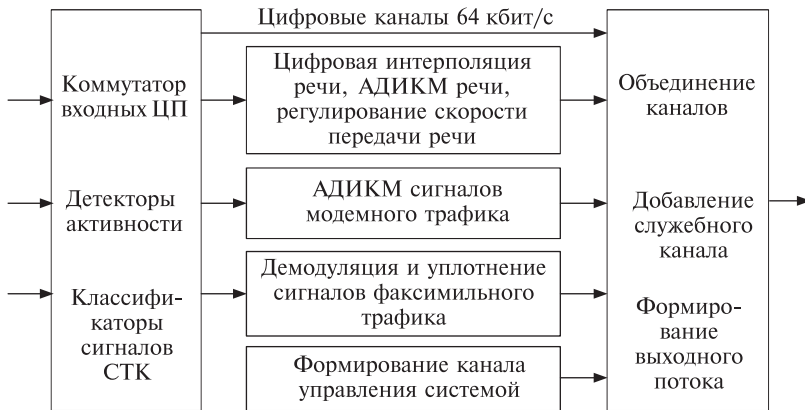 Цифровые каналы 64 кбит/с
Коммутатор
входных ЦП
Детекторы
активности
Классифи-
каторы
сигналов
СТК
Цифровая интерполяция
речи, АДИКМ речи,
регулирование скорости
передачи речи
АДИКМ сигналов
модемного трафика
Демодуляция и уплотнение
сигналов факсимильного
трафика
Формирование канала
управления системой
Объединение
каналов
Добавление
служебного
канала
Формиро-
вание
выходного
потока